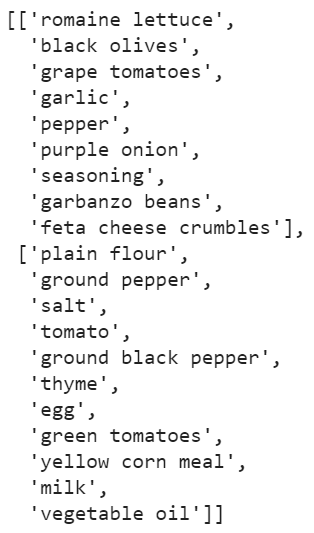 [['romaine lettuce',
'black olives',
'grape tomatoes',
'garlic',
'pepper',
'purple onion',
'seasoning',
'garbanzo beans',
'feta cheese crumbles'],
['plain flour',
'ground pepper',
'salt',
'tomato',
'ground black pepper',
'thyme',
'egg',
'green tomatoes',
'yellow corn meal',
'milk',
'vegetable oil']]